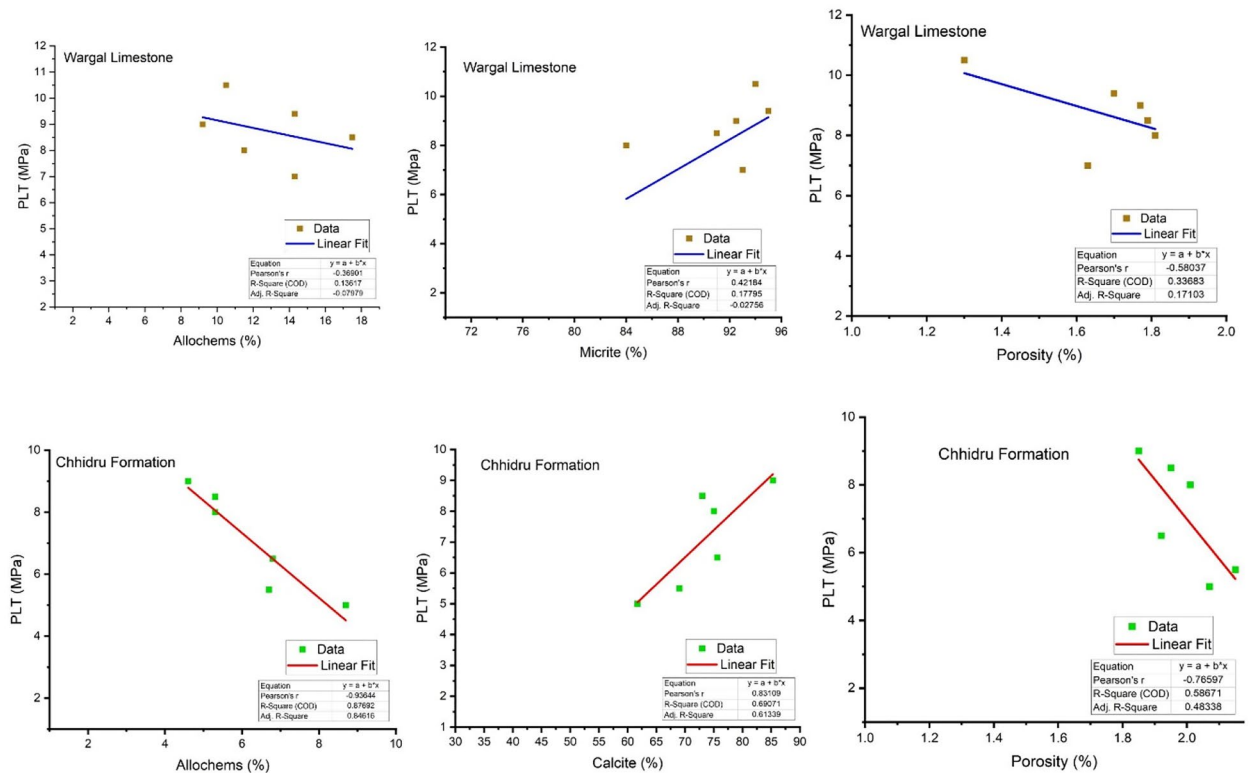 Wargal Limestone
PLT (Mpa)
12
11
10
9
8
7
6
5
4
3
2
Data
Linear Fit
Equation y = a + b*x
Pearson's r -0.36901
R-Square (COD) 0.13617
Adj. R-Square -0.07979
2 4 6 8 10 12 14 16 18
Allochems (%)
Wargal Limestone
PLT (MPa)
12
10
8
6
4
2
Data
Linear Fit
Equation y = a + b*x
Pearson's r 0.42184
R-Square (COD) 0.17795
Adj. R-Square -0.02756
72 76 80 84 88 92 96
Micrite (%)
Wargal Limestone
PLT (MPa)
12
10
8
6
4
2
Data
Linear Fit
Equation y = a + b*x
Pearson's r -0.58037
R-Square (COD) 0.33683
Adj. R-Square 0.17103
1.0 1.2 1.4 1.6 1.8 2.0
Porosity (%)
Chhidru Formation
PLT (MPa)
10
8
6
4
2
Data
Linear Fit
Equation y = a + b*x
Pearson's r -0.93644
R-Square (COD) 0.87692
Adj. R-Square 0.84616
2 4 6 8 10
Allochems (%)
Chhidru Formation
PLT (MPa)
10
9
8
7
6
5
4
3
2
1
Data
Linear Fit
Equation y = a + b*x
Pearson's r 0.83109
R-Square (COD) 0.69071
Adj. R-Square 0.61339
30 35 40 45 50 55 60 65 70 75 80 85 90
Calcite (%)
Chhidru Formation
PLT (MPa)
10
8
6
4
2
Data
Linear Fit
Equation y = a + b*x
Pearson's r -0.76597
R-Square (COD) 0.58671
Adj. R-Square 0.48338
1.0 1.2 1.4 1.6 1.8 2.0
Porosity (%)